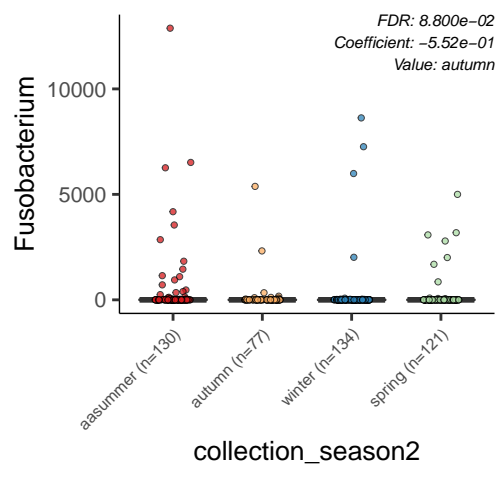 FDR: 8.800e−02
Coefficient: −5.52e−01
Value: autumn
Fusobacterium
10000
5000
0
aasummer (n=130)
autumn (n=77)
winter (n=134)
spring (n=121)
collection_season2